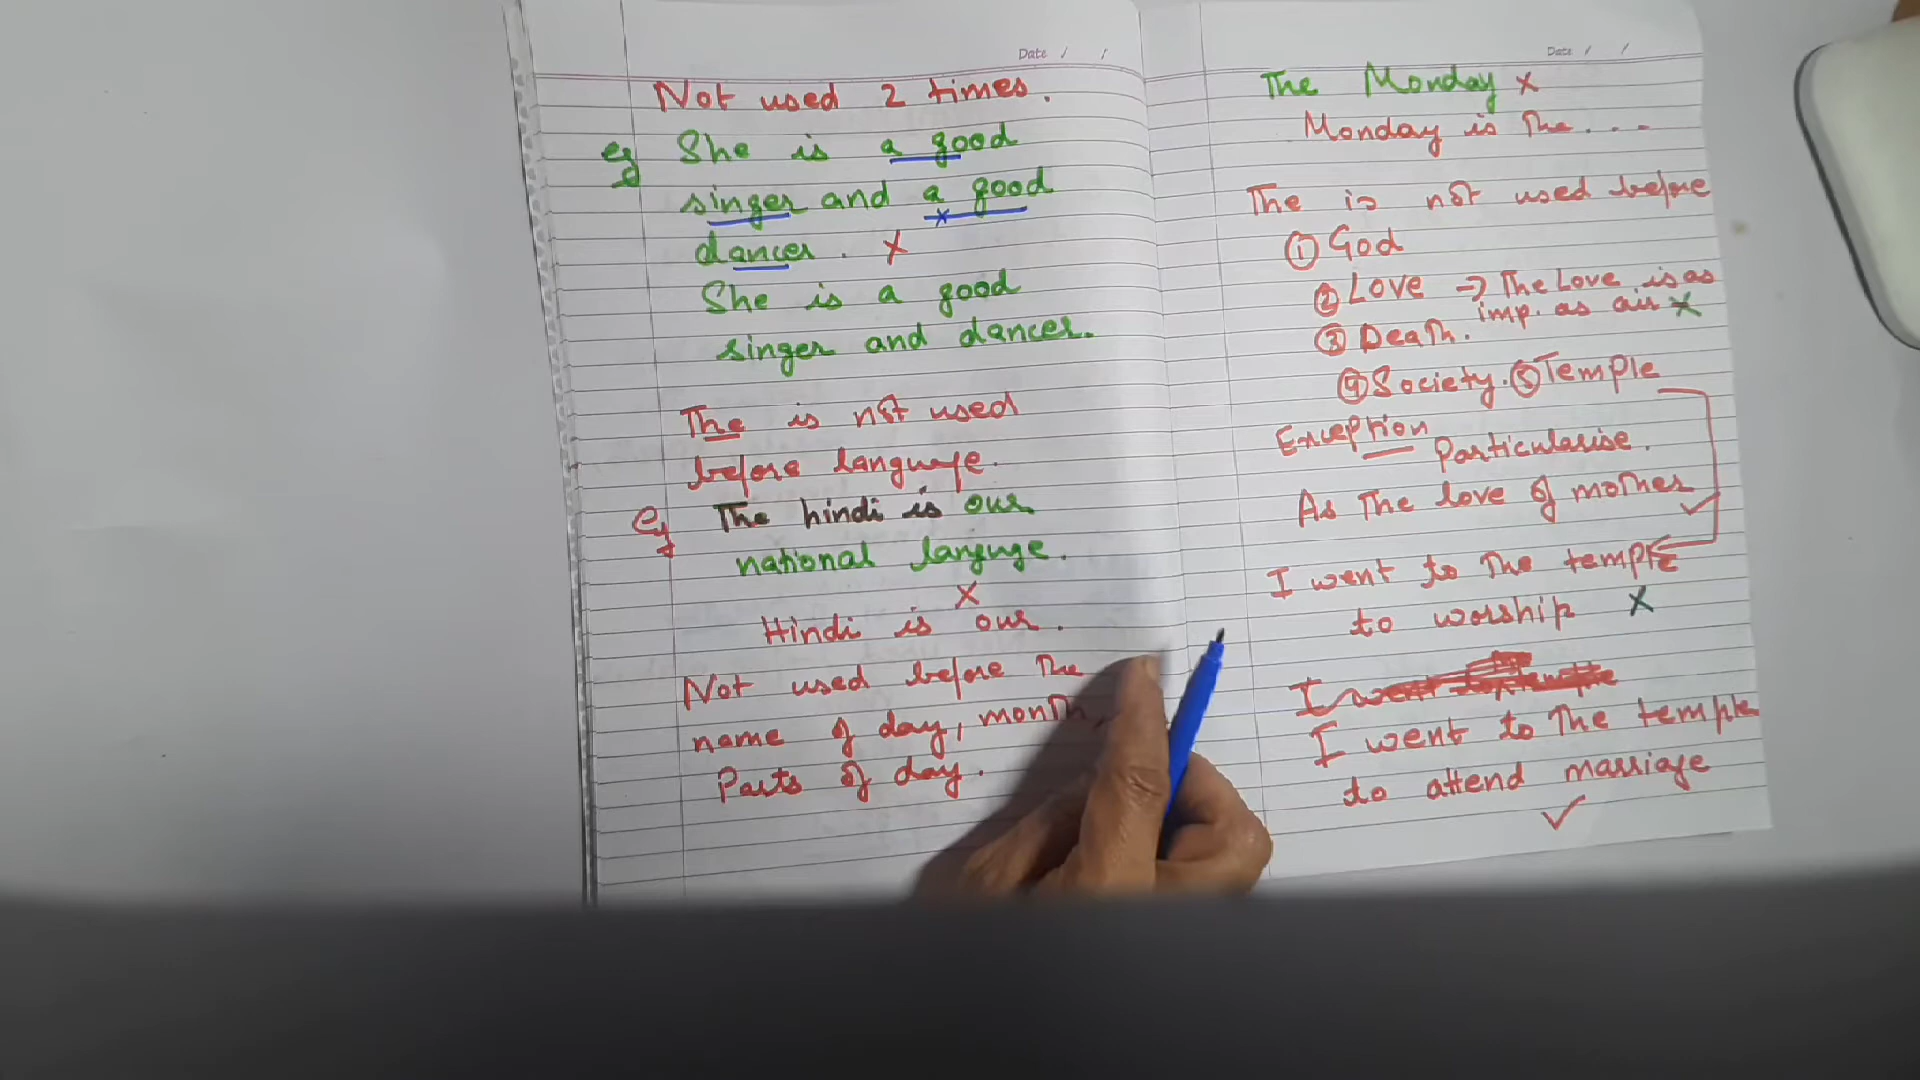 Date / /
Not used 2 times.
eg She is a good
singer and a good
x
dancer. X
She is a good
singer and dancer.
The is not used
before language.
eg The hindi is our
national languge.
X
Hindi is our.
Not used before the
name of day, month,
Parts of day.
Date / /
The Monday x
Monday is the...
The is not used before
① God
② Love → The Love is as
imp. as air X
③ Death.
④ Society. ⑤ Temple
Exception Particularise.
As the love of mother ✓
I went to the temple
to worship X
I
I went to the temple
to attend marriage
✓